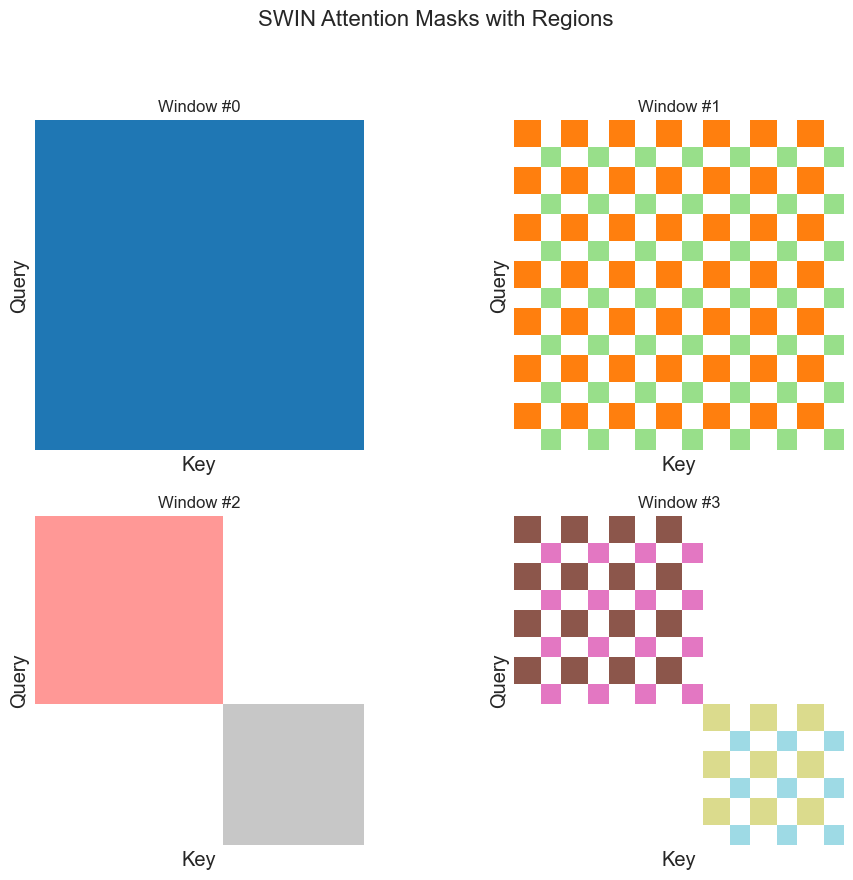 SWIN Attention Masks with Regions
Window #0
Window #1
Query
Query
Key
Key
Window #2
Window #3
Query
Query
Key
Key